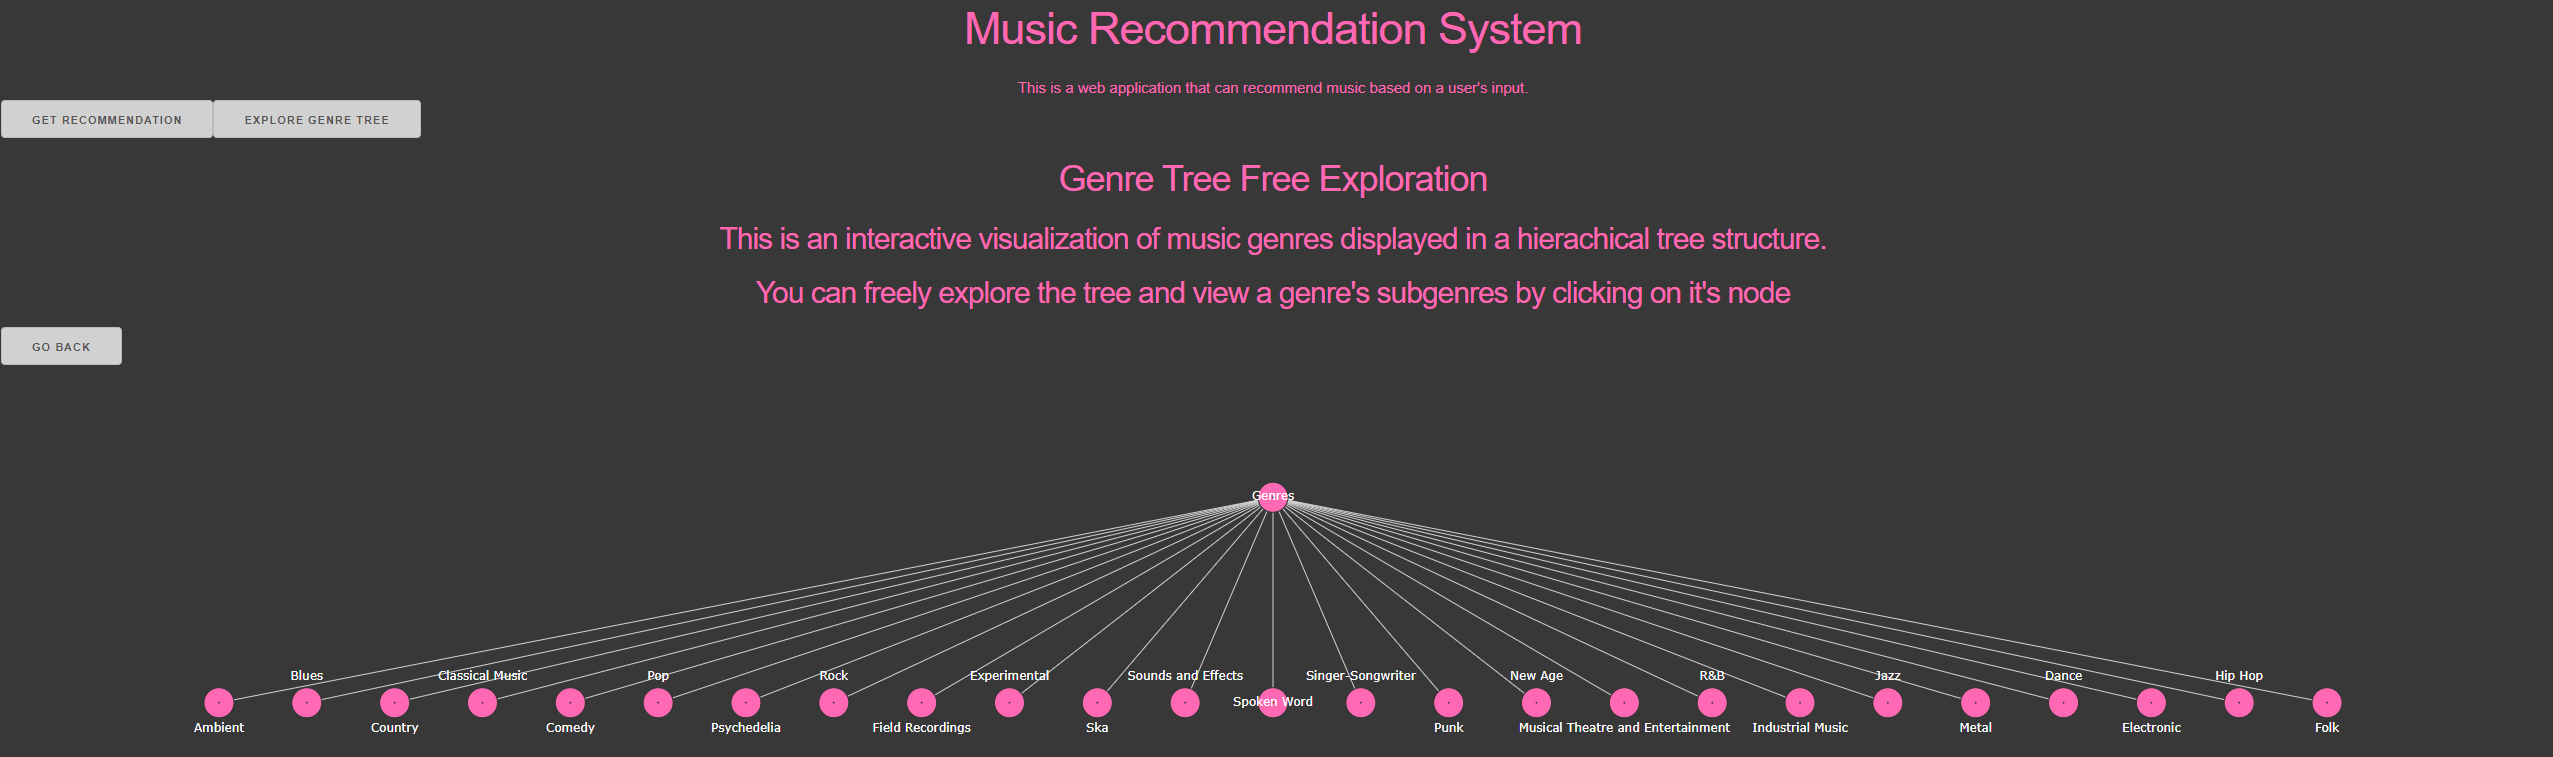 Music Recommendation System
This is a web application that can recommend music based on a user's input.
GET RECOMMENDATION EXPLORE GENRE TREE
Genre Tree Free Exploration
This is an interactive visualization of music genres displayed in a hierachical tree structure.
You can freely explore the tree and view a genre's subgenres by clicking on it's node
GO BACK
Genres
Blues Classical Music Pop Rock Experimental Sounds and Effects Singer-Songwriter New Age R&B Jazz Dance Hip Hop
Spoken Word
Ambient Country Comedy Psychedelia Field Recordings Ska Punk Musical Theatre and Entertainment Industrial Music Metal Electronic Folk